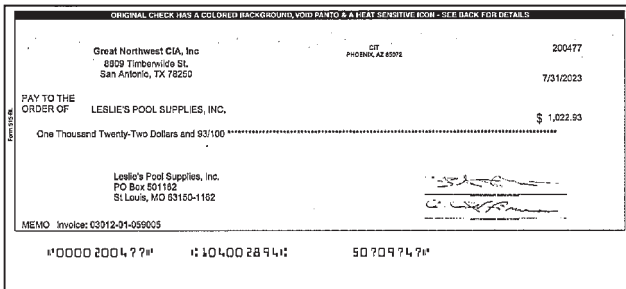 ORIGINAL CHECK HAS A COLORED BACKGROUND, VOID PANTO & A HEAT SENSITIVE ICON - SEE BACK FOR DETAILS
Great Northwest CIA, Inc
8809 Timberwilde St.
San Antonio, TX 78250
CIT
PHOENIX, AZ 85072
200477
7/31/2023
PAY TO THE
ORDER OF LESLIE'S POOL SUPPLIES, INC.
$ 1,022.93
One Thousand Twenty-Two Dollars and 93/100
Leslie's Pool Supplies, Inc.
PO Box 501162
St Louis, MO 63150-1162
MEMO Invoice: 03012-01-059005
⑈0000200477⑈ ⑆104002894⑆ 50709747⑈